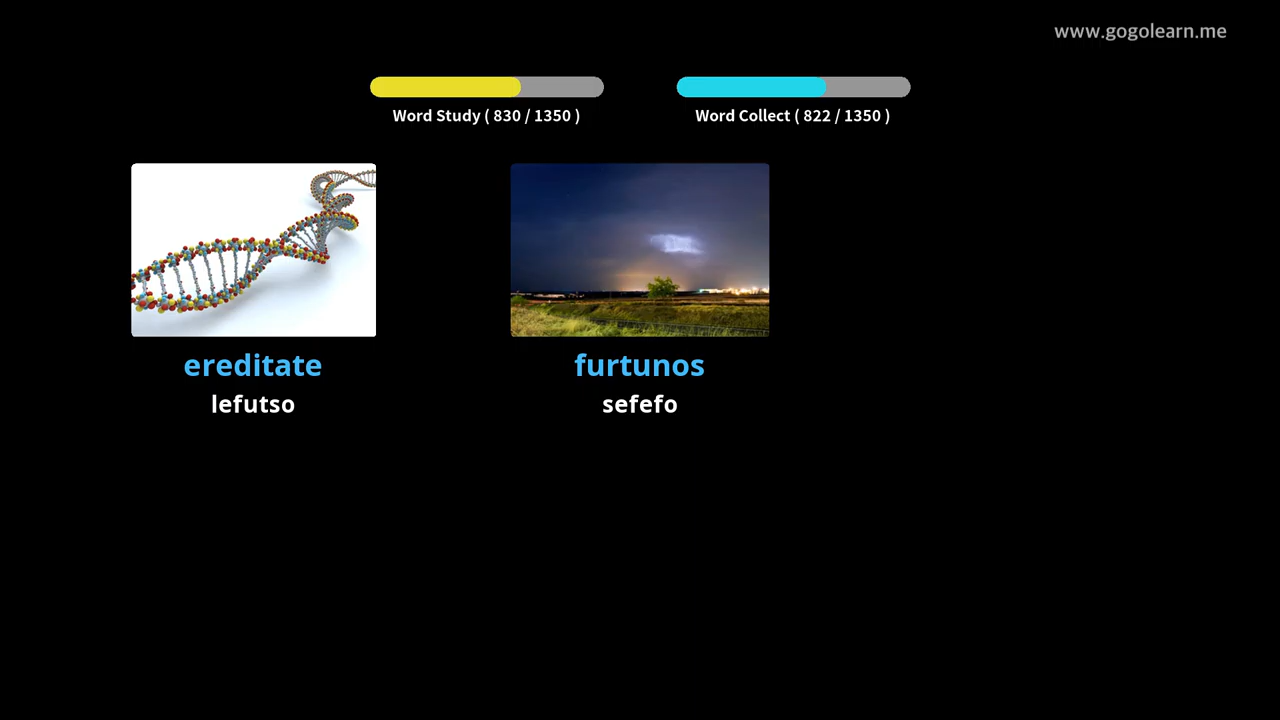 www.gogolearn.me
Word Study ( 830 / 1350 )
Word Collect ( 822 / 1350 )
ereditate
lefutso
furtunos
sefefo